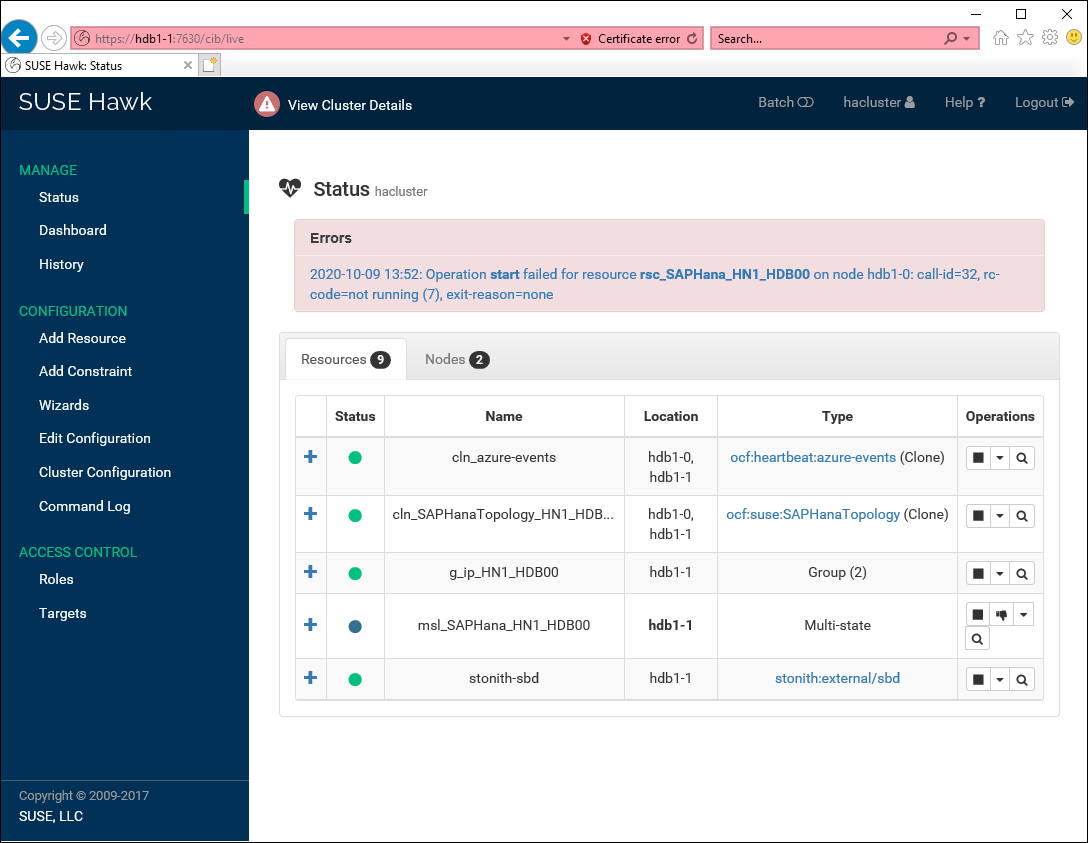 https://hdb1-1:7630/cib/live
Certificate error
Search...
SUSE Hawk: Status
SUSE Hawk
View Cluster Details
Batch
hacluster
Help ?
Logout
MANAGE
Status
Dashboard
History
CONFIGURATION
Add Resource
Add Constraint
Wizards
Edit Configuration
Cluster Configuration
Command Log
ACCESS CONTROL
Roles
Targets
Copyright © 2009-2017
SUSE, LLC
Status hacluster
Errors
2020-10-09 13:52: Operation start failed for resource rsc_SAPHana_HN1_HDB00 on node hdb1-0: call-id=32, rc-
code=not running (7), exit-reason=none
Resources 9
Nodes 2
Status Name Location Type Operations
cln_azure-events hdb1-0, ocf:heartbeat:azure-events (Clone)
hdb1-1
cln_SAPHanaTopology_HN1_HDB... hdb1-0, ocf:suse:SAPHanaTopology (Clone)
hdb1-1
g_ip_HN1_HDB00 hdb1-1 Group (2)
msl_SAPHana_HN1_HDB00 hdb1-1 Multi-state
stonith-sbd hdb1-1 stonith:external/sbd